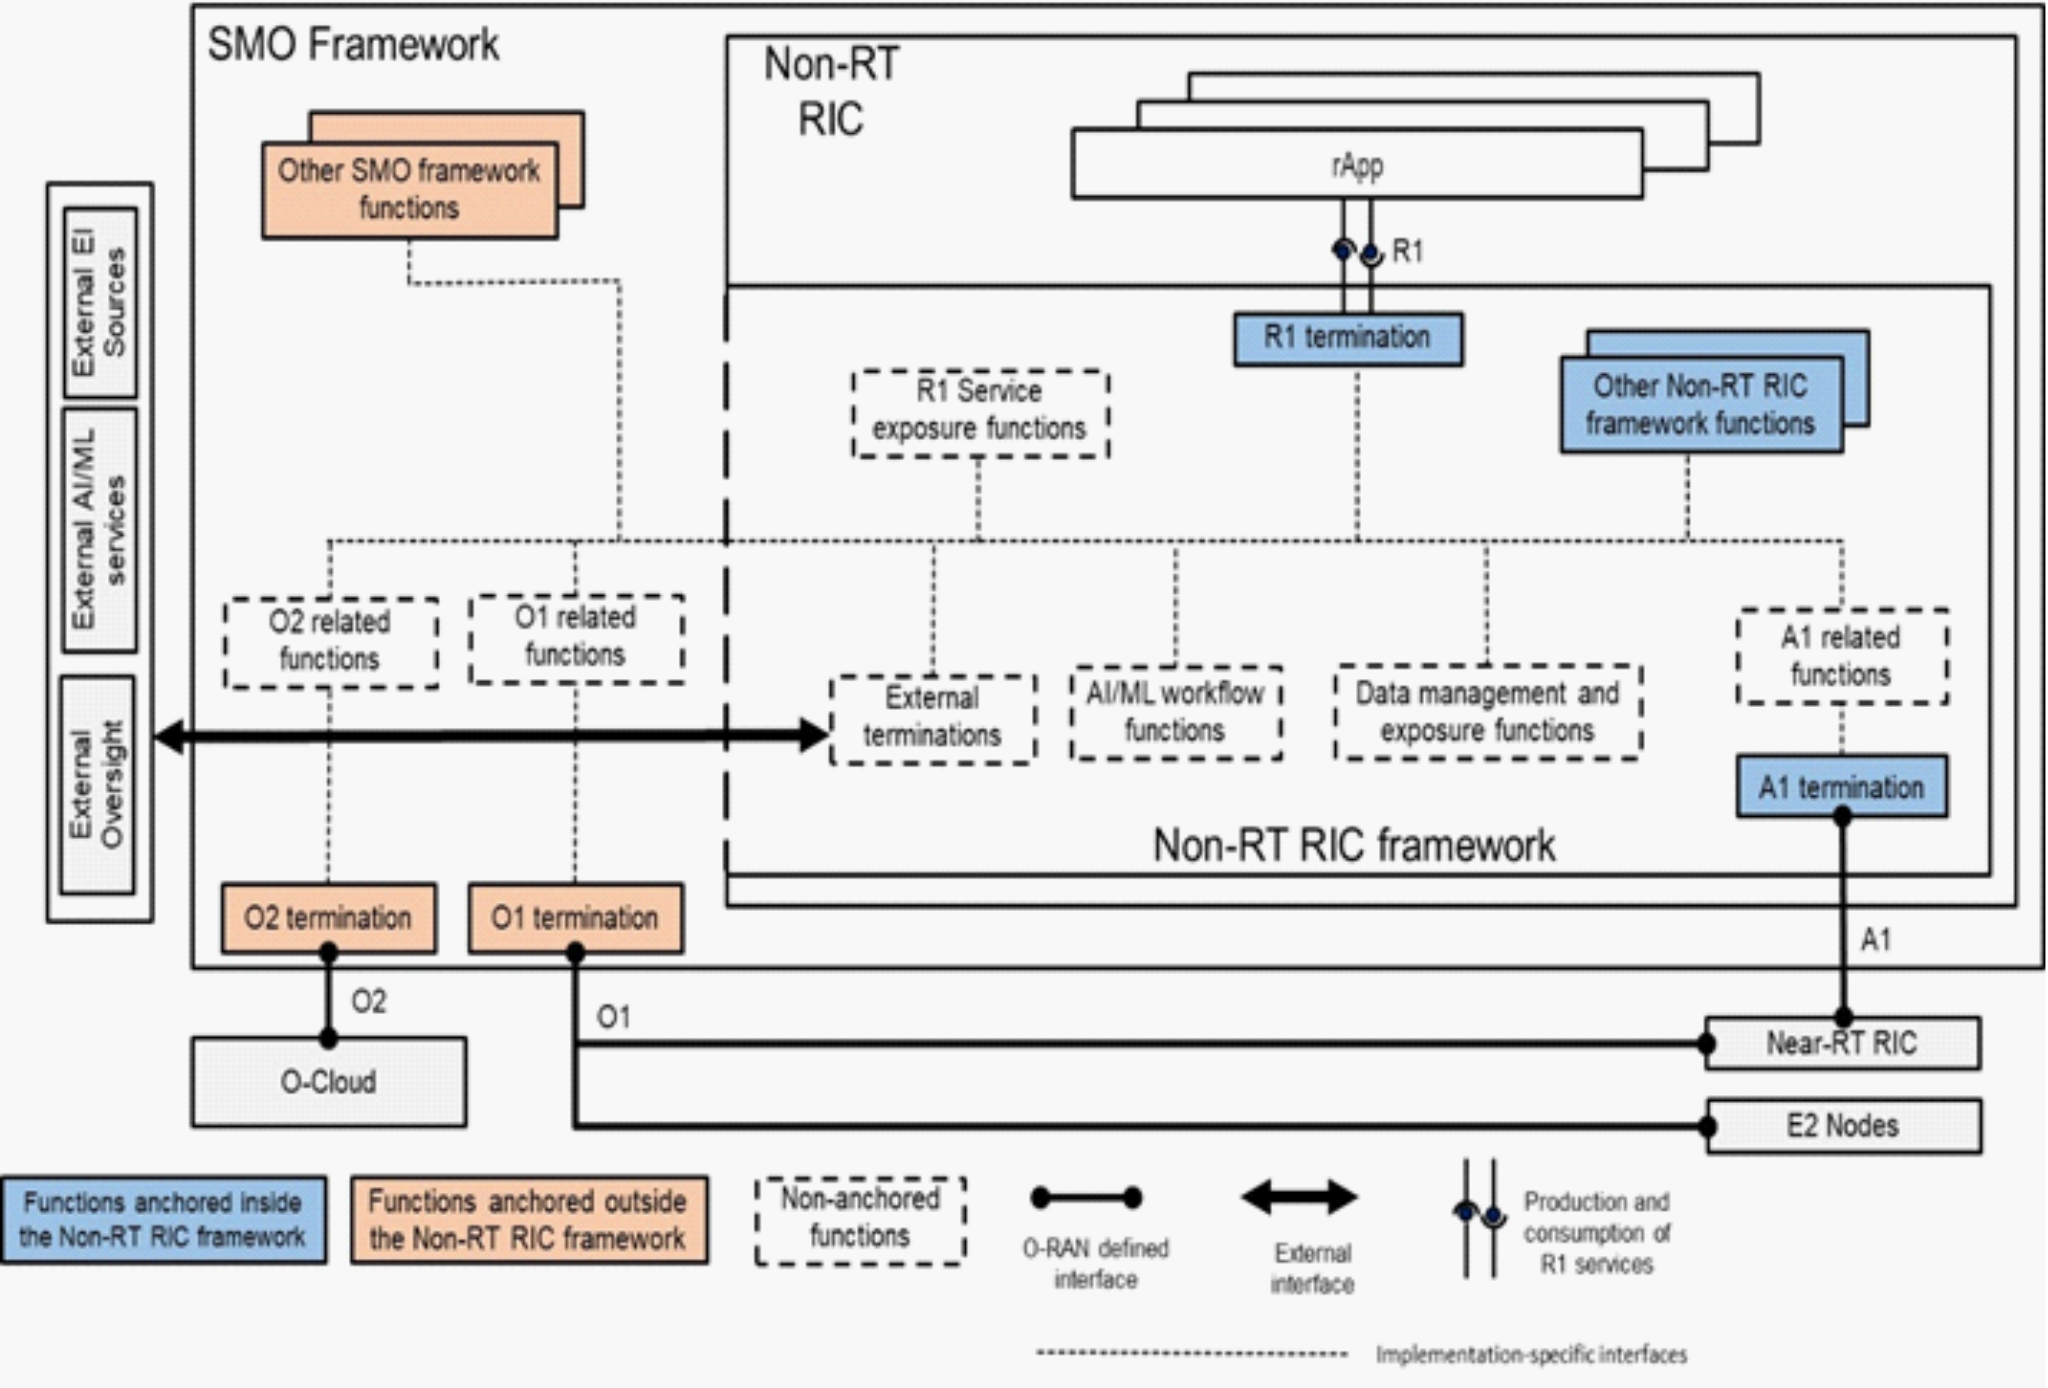 SMO Framework
Non-RT
RIC
Other SMO framework
functions
rApp
R1
External EI
Sources
External AI/ML
services
External
Oversight
R1 termination
R1 Service
exposure functions
Other Non-RT RIC
framework functions
O2 related
functions
O1 related
functions
External
terminations
AI/ML workflow
functions
Data management and
exposure functions
A1 related
functions
A1 termination
Non-RT RIC framework
O2 termination
O1 termination
A1
O2
O1
O-Cloud
Near-RT RIC
E2 Nodes
Functions anchored inside
the Non-RT RIC framework
Functions anchored outside
the Non-RT RIC framework
Non-anchored
functions
O-RAN defined
interface
External
interface
Production and
consumption of
R1 services
Implementation-specific interfaces